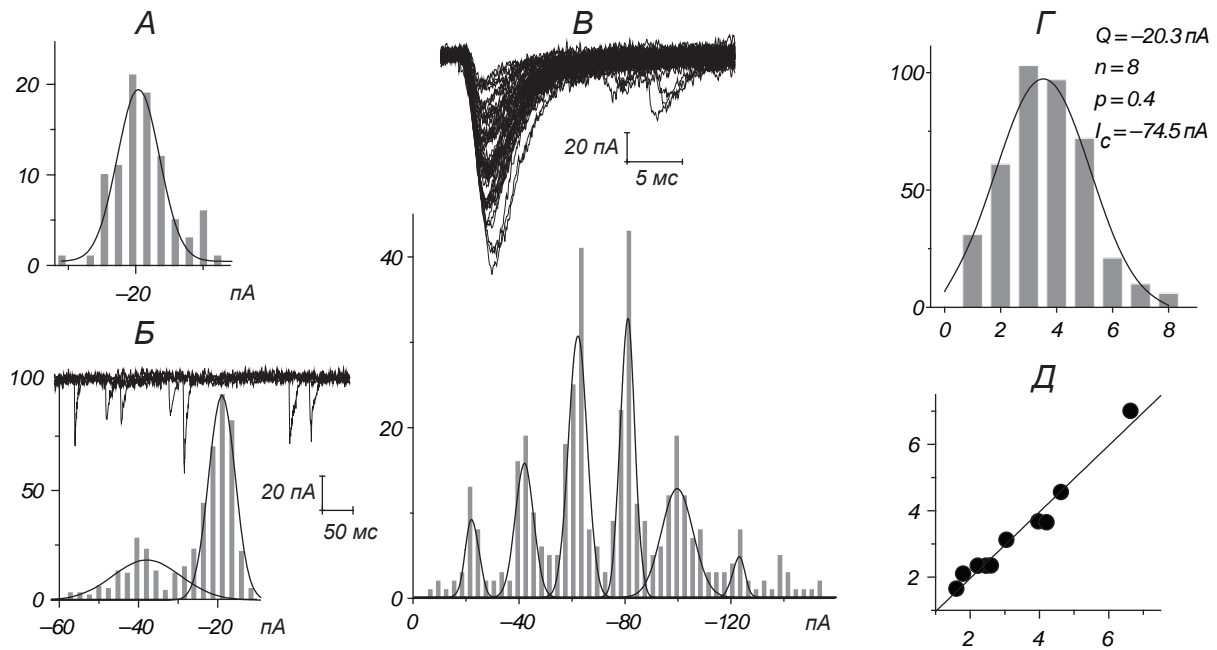 А
20
10
0
–20
пА
Б
100
50
0
–60
–40
–20
пА
20 пА
50 мс
В
20 пА
5 мс
40
20
0
0
–40
–80
–120
пА
Г
Q = –20.3 пА
n = 8
p = 0.4
I_c = –74.5 пА
100
50
0
0
2
4
6
8
Д
6
4
2
2
4
6